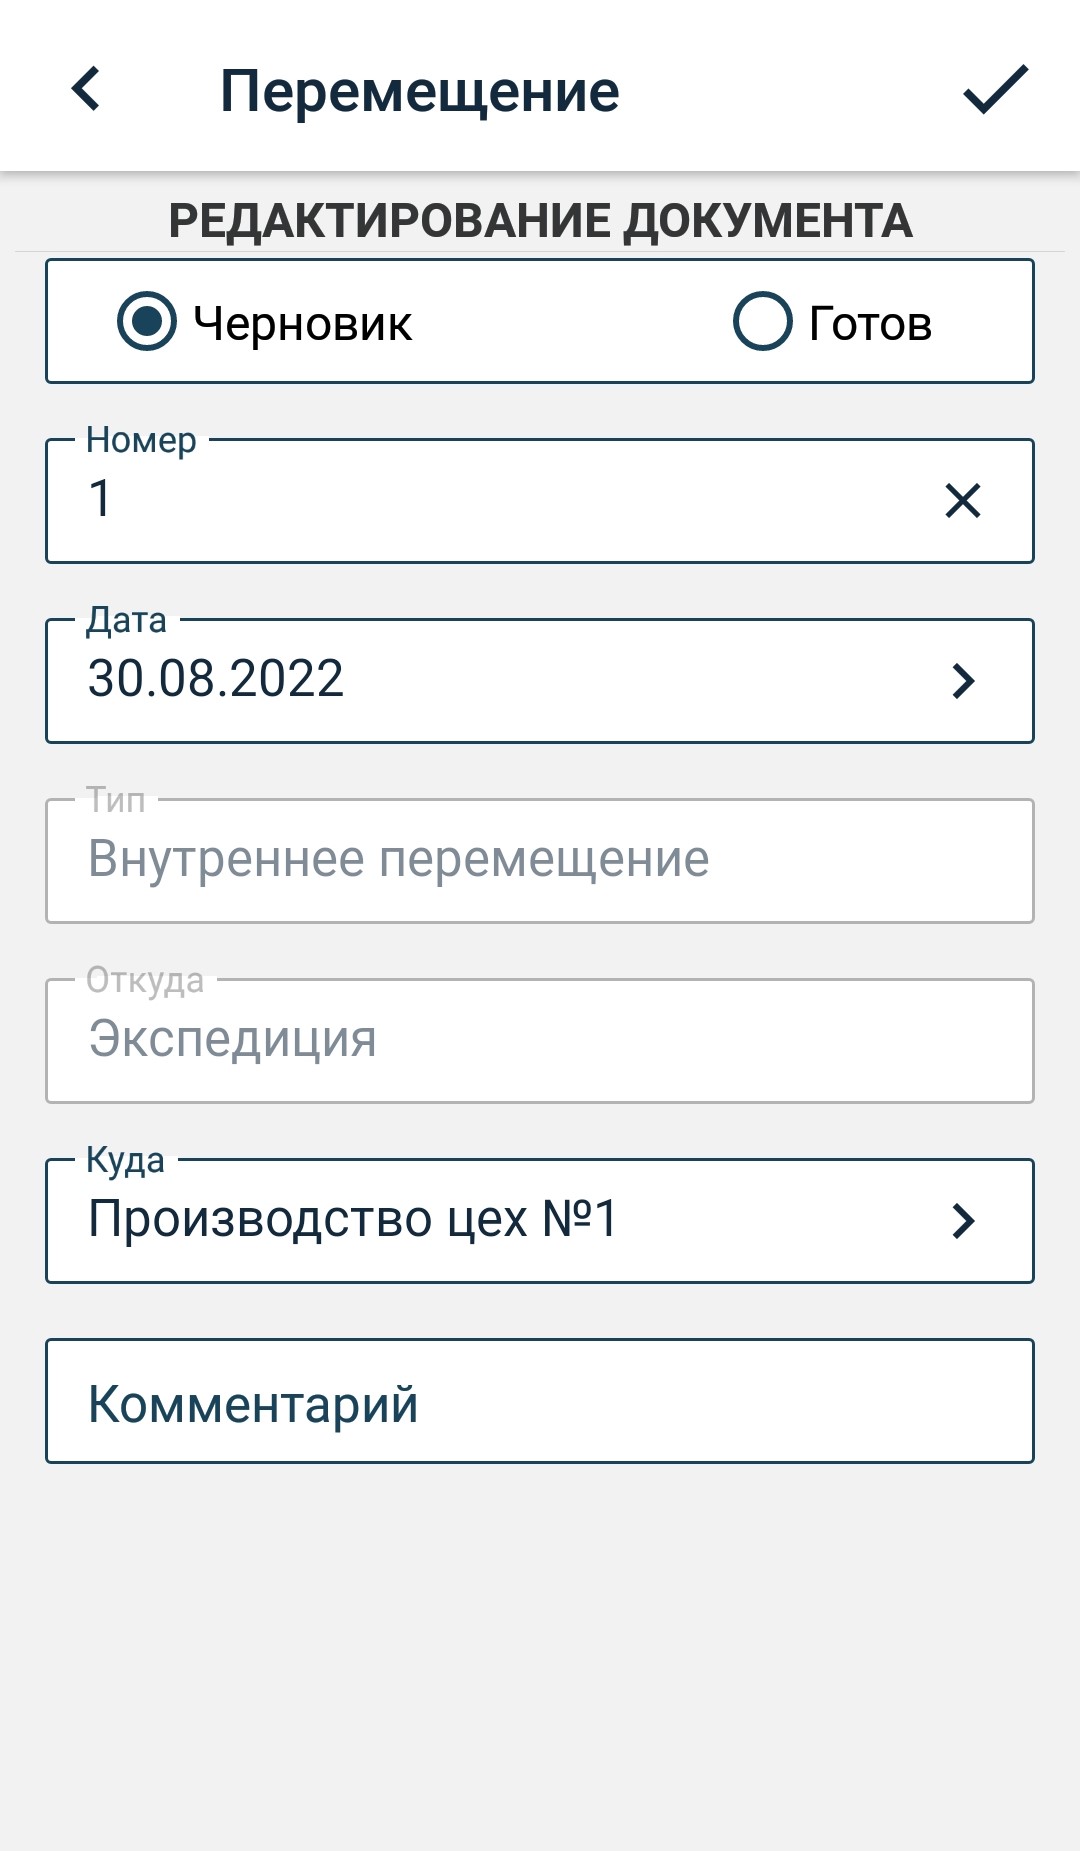 Перемещение
РЕДАКТИРОВАНИЕ ДОКУМЕНТА
Черновик Готов
Номер
1
Дата
30.08.2022
Тип
Внутреннее перемещение
Откуда
Экспедиция
Куда
Производство цех №1
Комментарий